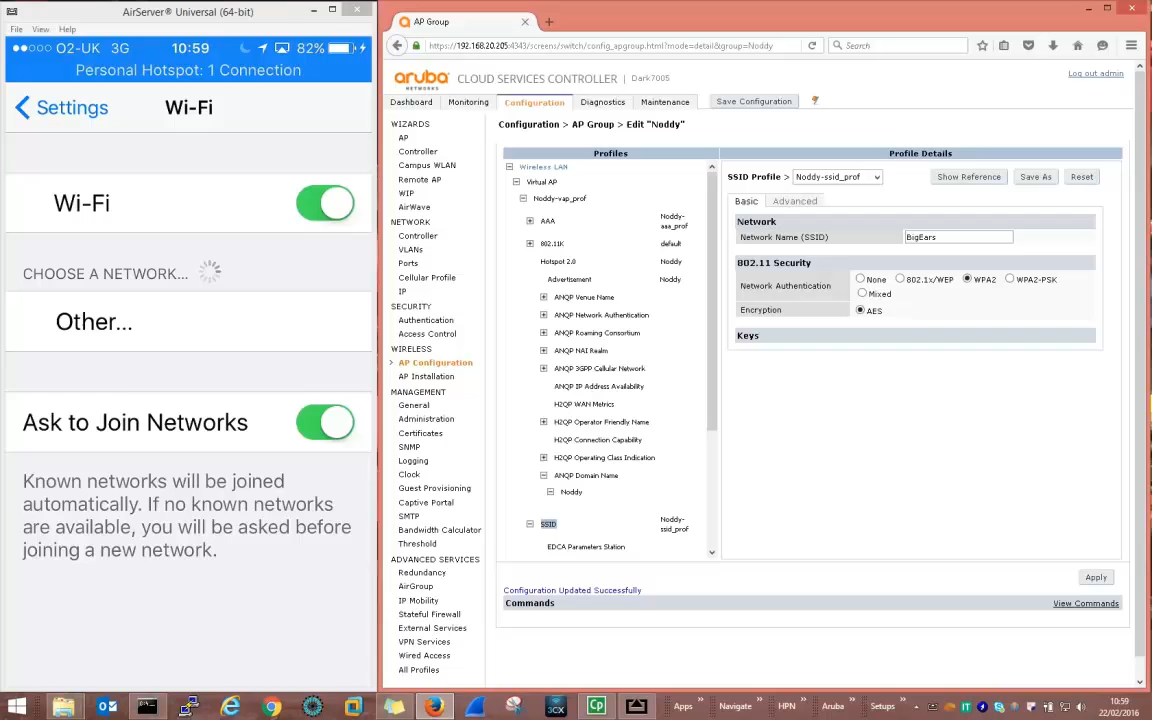 AirServer® Universal (64-bit)
File View Help
O2-UK 3G 10:59 82%
Personal Hotspot: 1 Connection
Settings Wi-Fi
Wi-Fi
CHOOSE A NETWORK...
Other...
Ask to Join Networks
Known networks will be joined
automatically. If no known networks
are available, you will be asked before
joining a new network.
AP Group
https://192.168.20.205:4343/screens/switch/config_apgroup.html?mode=detail&group=Noddy
Search
aruba
NETWORKS
CLOUD SERVICES CONTROLLER | Dark7005
Log out admin
Dashboard Monitoring Configuration Diagnostics Maintenance Save Configuration
WIZARDS
AP
Controller
Campus WLAN
Remote AP
WIP
AirWave
NETWORK
Controller
VLANs
Ports
Cellular Profile
IP
SECURITY
Authentication
Access Control
WIRELESS
> AP Configuration
AP Installation
MANAGEMENT
General
Administration
Certificates
SNMP
Logging
Clock
Guest Provisioning
Captive Portal
SMTP
Bandwidth Calculator
Threshold
ADVANCED SERVICES
Redundancy
AirGroup
IP Mobility
Stateful Firewall
External Services
VPN Services
Wired Access
All Profiles
Configuration > AP Group > Edit "Noddy"
Profiles
Wireless LAN
Virtual AP
Noddy-vap_prof
AAA Noddy-
aaa_prof
802.11K default
Hotspot 2.0 Noddy
Advertisement Noddy
ANQP Venue Name
ANQP Network Authentication
ANQP Roaming Consortium
ANQP NAI Realm
ANQP 3GPP Cellular Network
ANQP IP Address Availability
H2QP WAN Metrics
H2QP Operator Friendly Name
H2QP Connection Capability
H2QP Operating Class Indication
ANQP Domain Name
Noddy
SSID Noddy-
ssid_prof
EDCA Parameters Station
Profile Details
SSID Profile > Noddy-ssid_prof Show Reference Save As Reset
Basic Advanced
Network
Network Name (SSID) BigEars
802.11 Security
Network Authentication None 802.1x/WEP WPA2 WPA2-PSK
Mixed
Encryption AES
Keys
Apply
Configuration Updated Successfully
Commands View Commands
3CX Cp Apps Navigate HPN Aruba Setups IT
10:59
22/02/2016